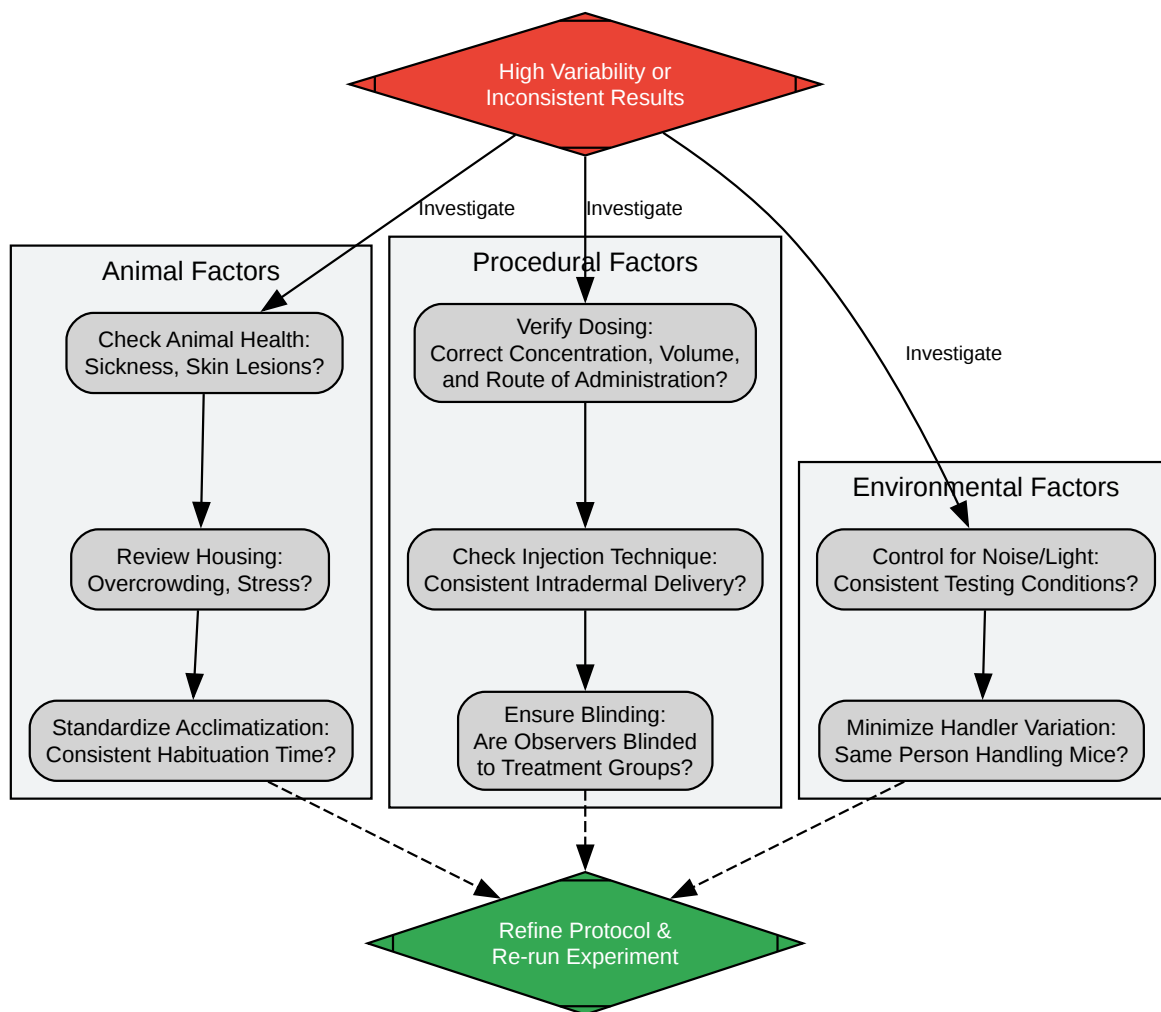 High Variability or
Inconsistent Results
Investigate
Investigate
Investigate
Animal Factors
Check Animal Health:
Sickness, Skin Lesions?
Review Housing:
Overcrowding, Stress?
Standardize Acclimatization:
Consistent Habituation Time?
Procedural Factors
Verify Dosing:
Correct Concentration, Volume,
and Route of Administration?
Check Injection Technique:
Consistent Intradermal Delivery?
Ensure Blinding:
Are Observers Blinded
to Treatment Groups?
Environmental Factors
Control for Noise/Light:
Consistent Testing Conditions?
Minimize Handler Variation:
Same Person Handling Mice?
Refine Protocol &
Re-run Experiment